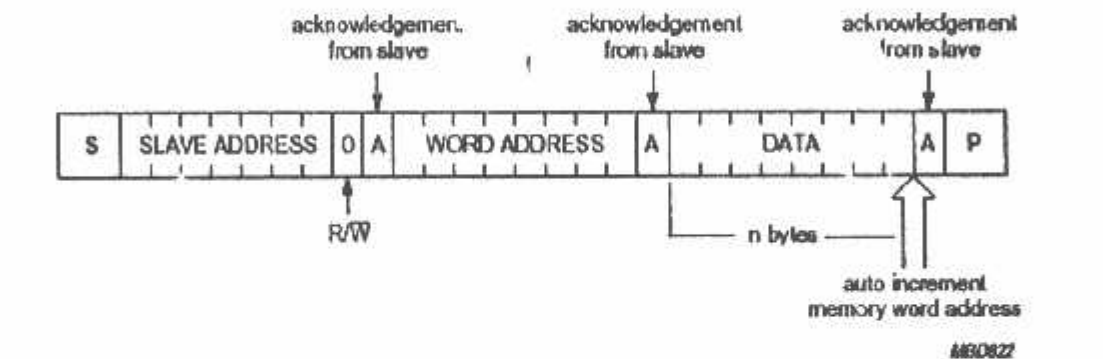 acknowledgement
from slave
acknowledgement
from slave
acknowledgement
from slave
S SLAVE ADDRESS 0 A WORD ADDRESS A DATA A P
R/W̅
n bytes
auto increment
memory word address
MBD822